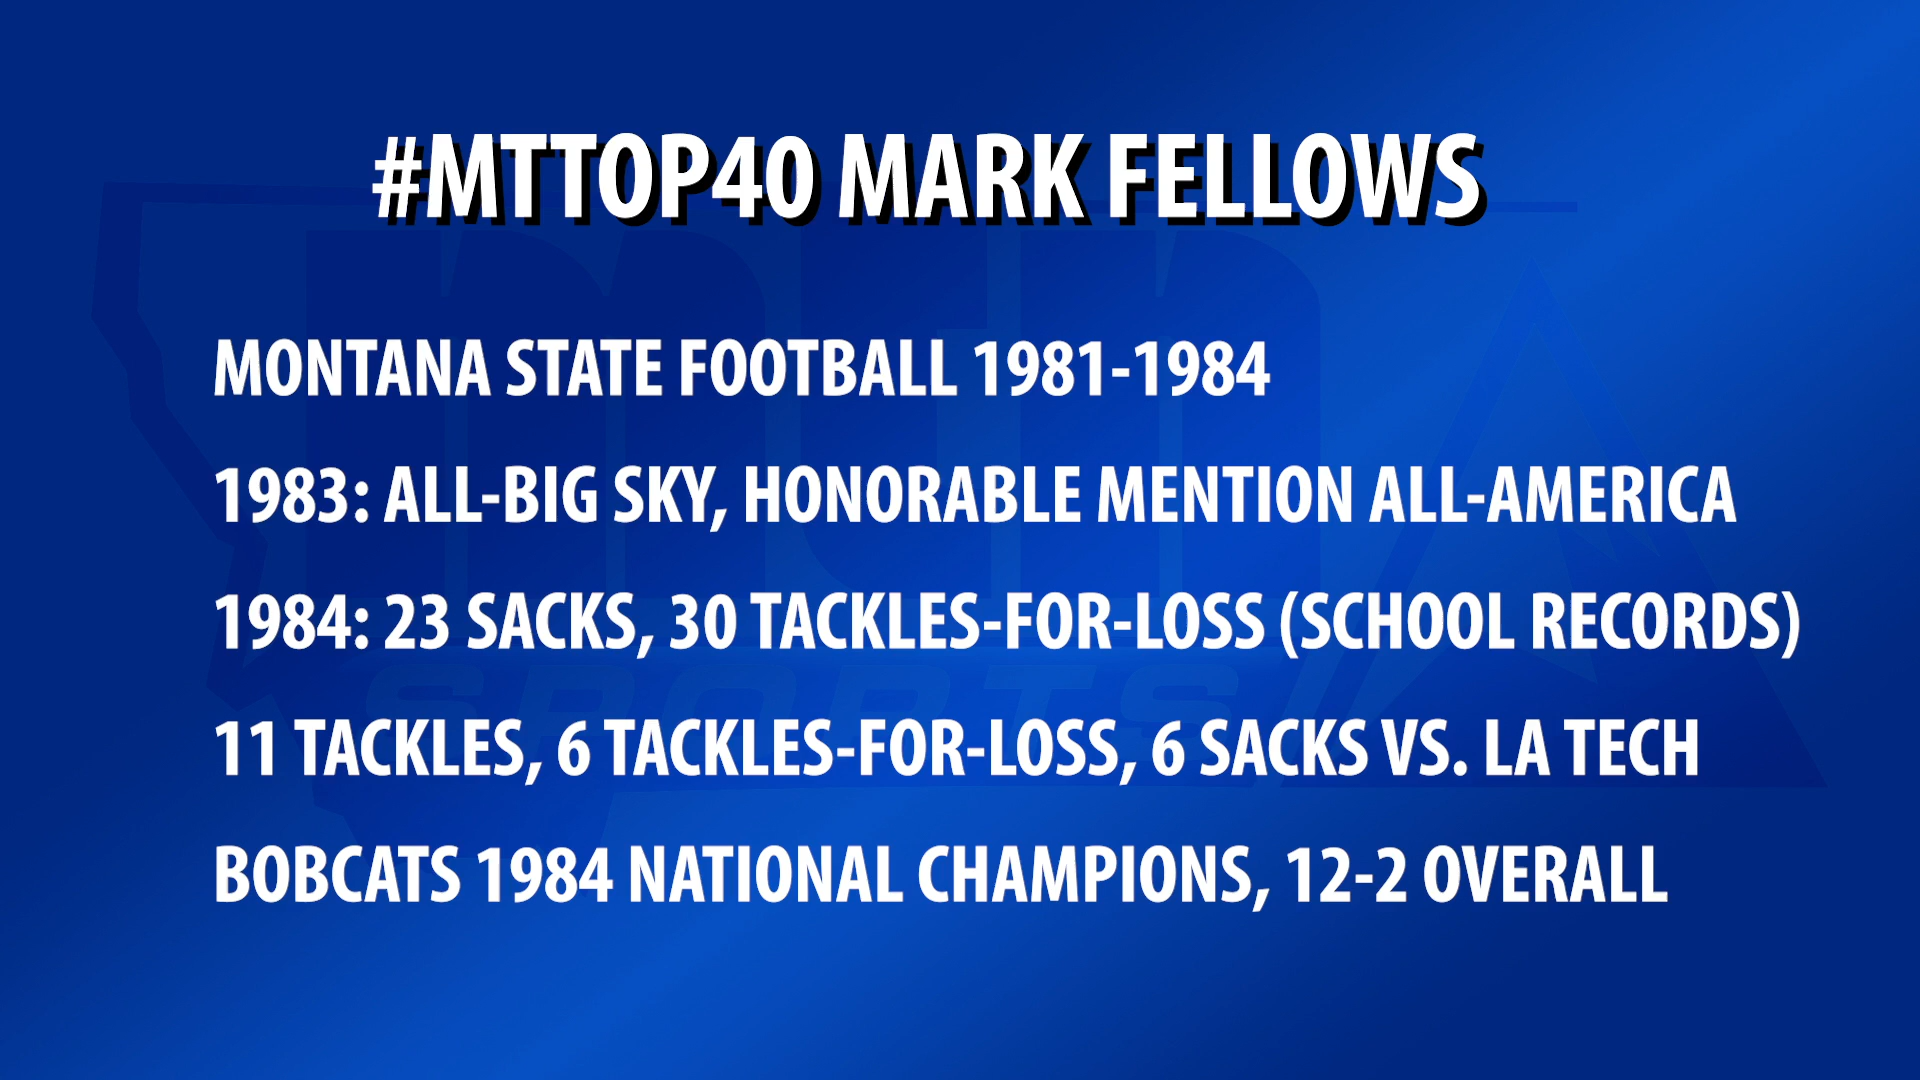 #MTTOP40 MARK FELLOWS
MONTANA STATE FOOTBALL 1981-1984
1983: ALL-BIG SKY, HONORABLE MENTION ALL-AMERICA
1984: 23 SACKS, 30 TACKLES-FOR-LOSS (SCHOOL RECORDS)
11 TACKLES, 6 TACKLES-FOR-LOSS, 6 SACKS VS. LA TECH
BOBCATS 1984 NATIONAL CHAMPIONS, 12-2 OVERALL
mtn
SPORTS